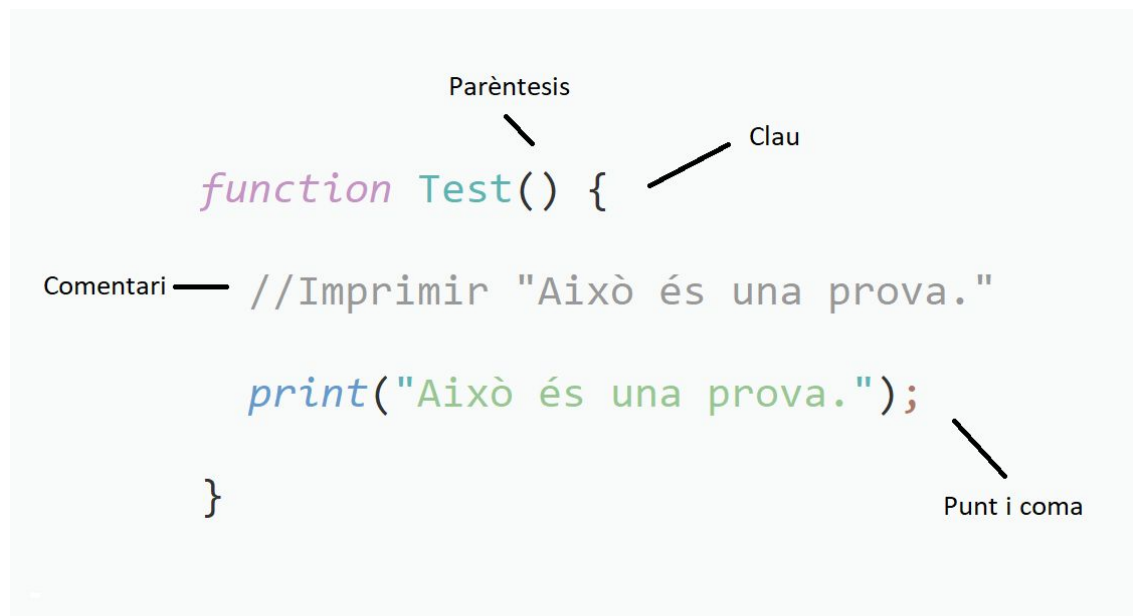 Parèntesis
Clau
function Test() {
Comentari
//Imprimir "Això és una prova."
print("Això és una prova.");
}
Punt i coma